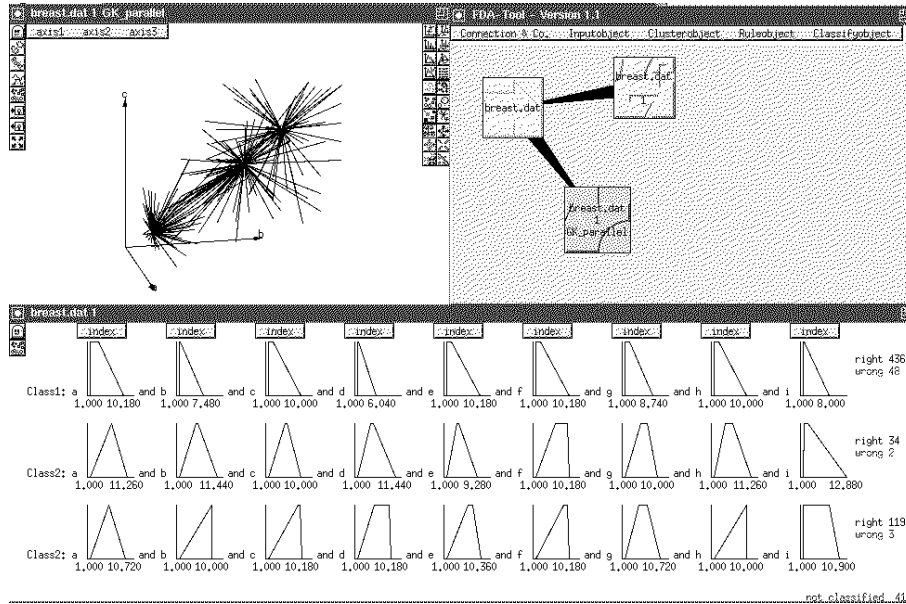 breast.dat 1 GK_parallel
axis1 axis2 axis3
c
b
FDA-Tool - Version 1.1
Connection & Co. Inputobject Clusterobject Ruleobject Classifyobject
breast.dat
breast.dat
1
breast.dat
1
GK_parallel
breast.dat 1
index index index index index index index index index
right 436
wrong 48
Class1: a and b and c and d and e and f and g and h and i
1.000 10.180 1.000 7.480 1.000 10.000 1.000 6.040 1.000 10.180 1.000 10.180 1.000 8.740 1.000 10.000 1.000 8.000
right 34
wrong 2
Class2: a and b and c and d and e and f and g and h and i
1.000 11.260 1.000 11.440 1.000 10.000 1.000 11.440 1.000 9.280 1.000 10.180 1.000 10.000 1.000 11.260 1.000 12.880
right 119
wrong 3
Class2: a and b and c and d and e and f and g and h and i
1.000 10.720 1.000 10.000 1.000 10.180 1.000 10.180 1.000 10.360 1.000 10.180 1.000 10.720 1.000 10.000 1.000 10.900
not classified 41